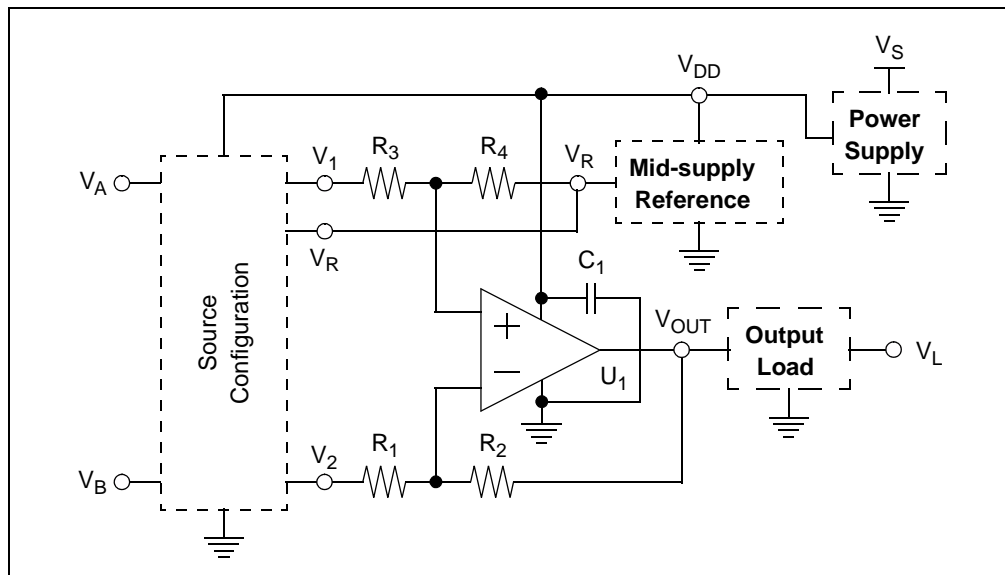 V_S
V_DD
Power
Supply
V_1
R_3
R_4
V_R
Mid-supply
Reference
V_A
V_R
C_1
Source
Configuration
+
−
U_1
V_OUT
Output
Load
V_L
V_2
R_1
R_2
V_B